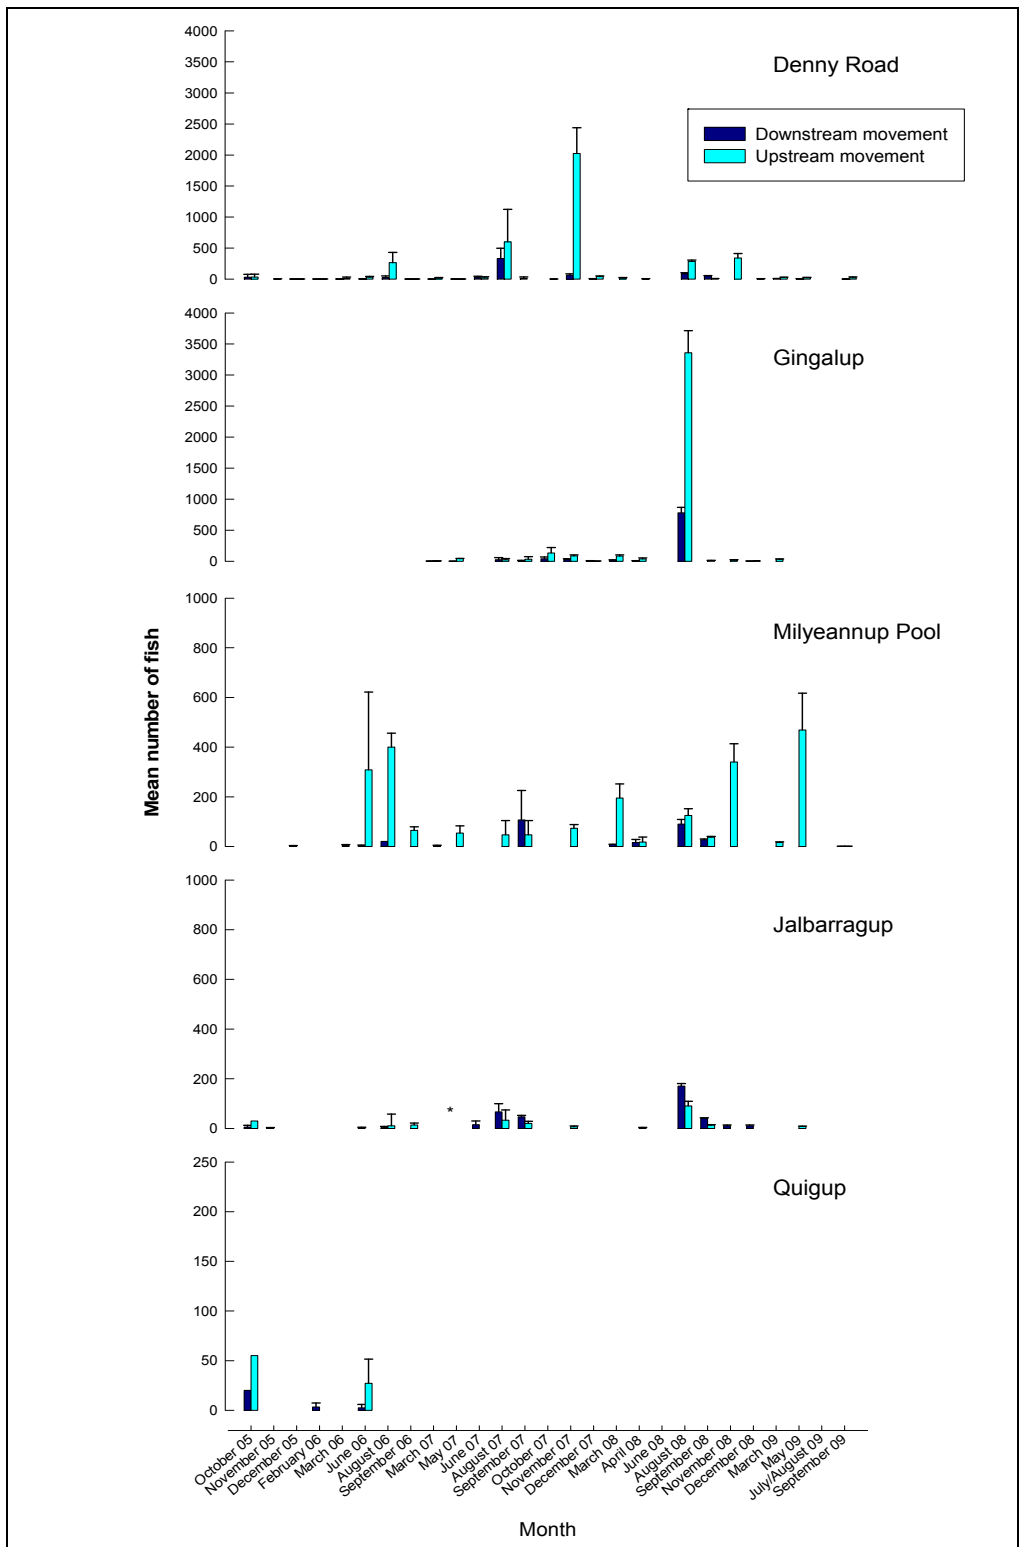 4000
3500
3000
2500
2000
1500
1000
500
0
Denny Road
Downstream movement
Upstream movement
4000
3500
3000
2500
2000
1500
1000
500
0
Gingalup
Mean number of fish
1000
800
600
400
200
0
Milyeannup Pool
1000
800
600
400
200
0
Jalbarragup
*
250
200
150
100
50
0
Quigup
October 05
November 05
December 05
February 06
March 06
June 06
August 06
September 06
March 07
May 07
June 07
August 07
September 07
October 07
November 07
December 07
March 08
April 08
June 08
August 08
September 08
November 08
December 08
March 09
May 09
July/August 09
September 09
Month